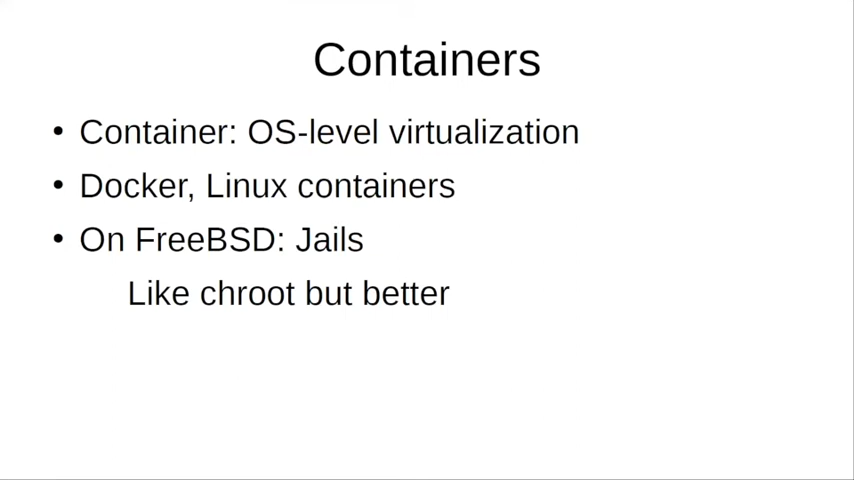 Containers
• Container: OS-level virtualization
• Docker, Linux containers
• On FreeBSD: Jails
Like chroot but better